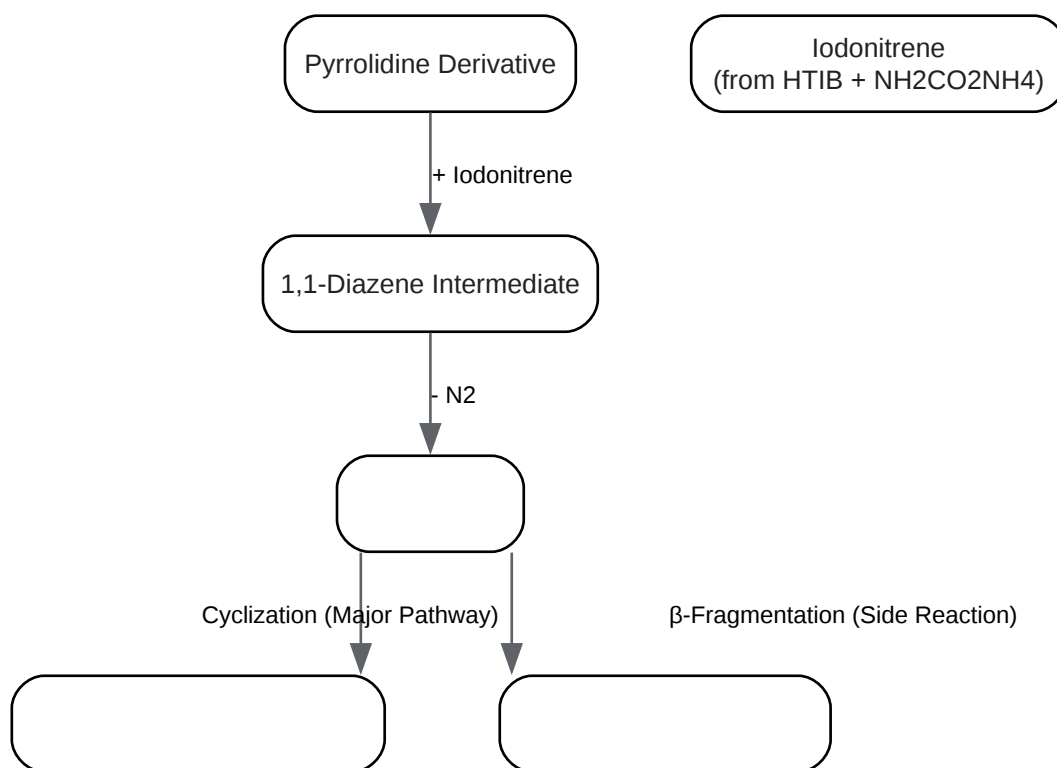 Pyrrolidine Derivative
Iodonitrene
(from HTIB + NH2CO2NH4)
+ Iodonitrene
1,1-Diazene Intermediate
- N2
Cyclization (Major Pathway)
β-Fragmentation (Side Reaction)